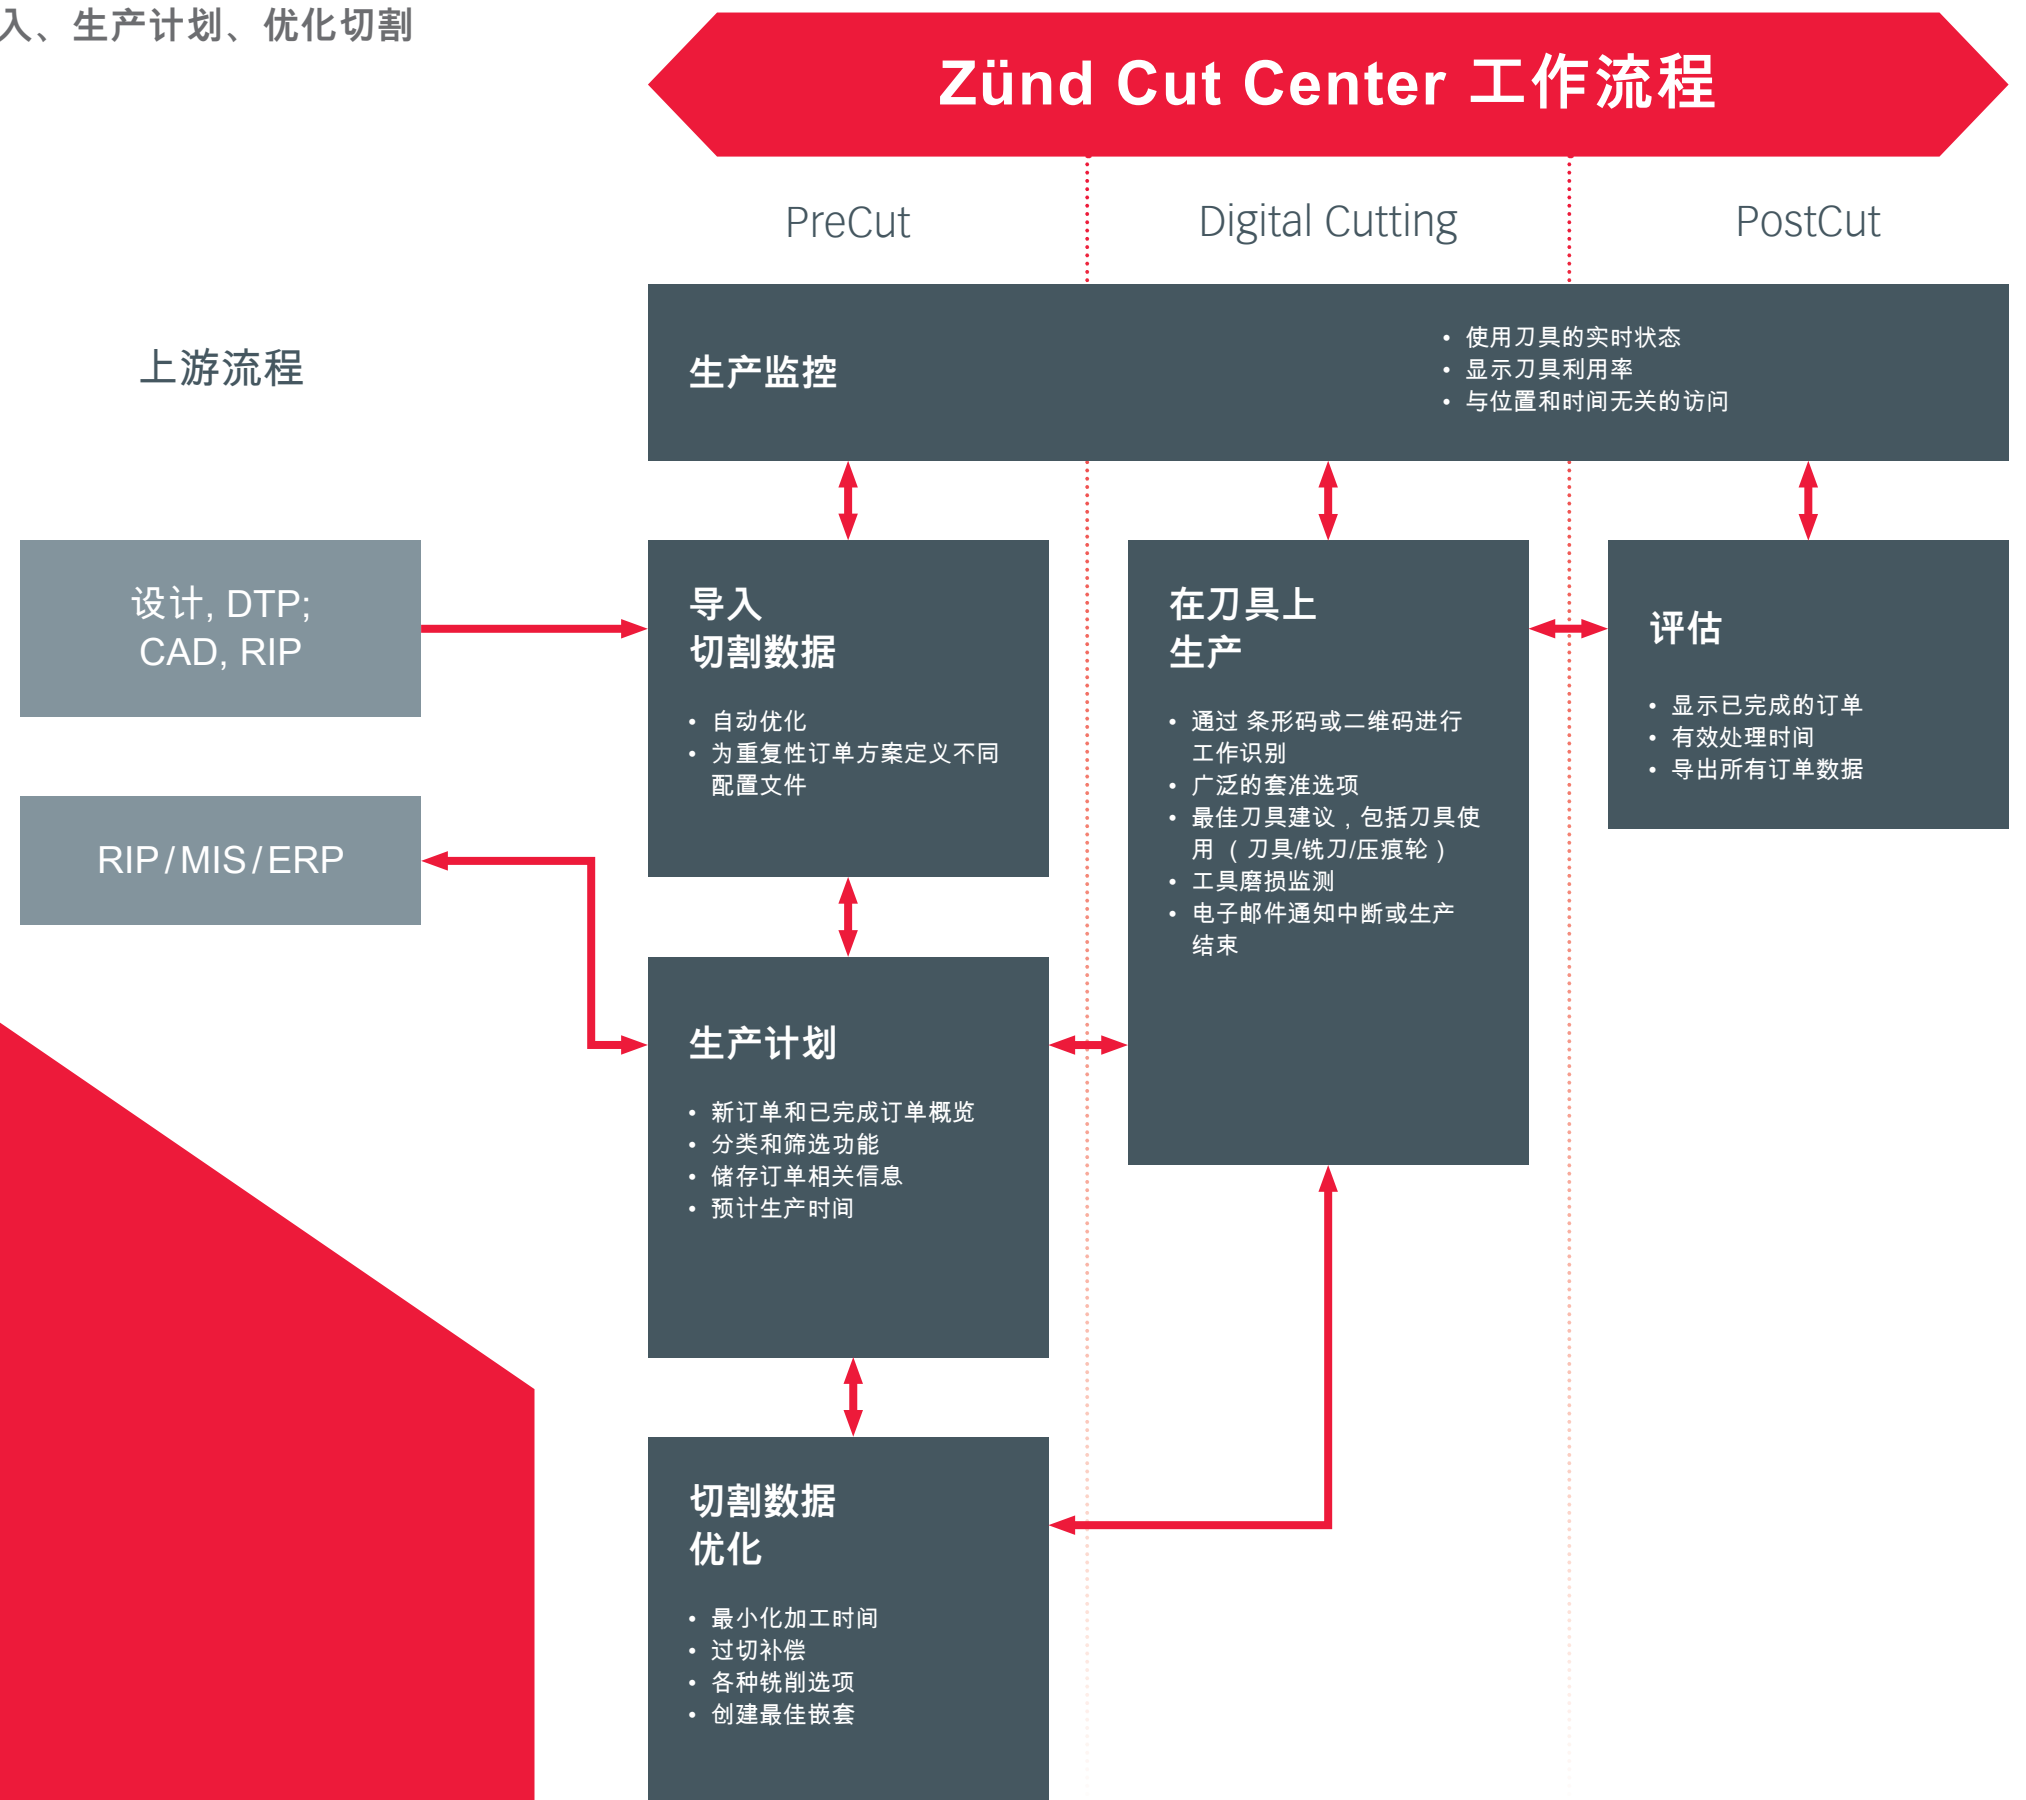 入、生产计划、优化切割
Zünd Cut Center 工作流程
PreCut
Digital Cutting
PostCut
上游流程
生产监控
• 使用刀具的实时状态
• 显示刀具利用率
• 与位置和时间无关的访问
设计, DTP;
CAD, RIP
RIP/MIS/ERP
导入
切割数据
• 自动优化
• 为重复性订单方案定义不同
配置文件
生产计划
• 新订单和已完成订单概览
• 分类和筛选功能
• 储存订单相关信息
• 预计生产时间
切割数据
优化
• 最小化加工时间
• 过切补偿
• 各种铣削选项
• 创建最佳嵌套
在刀具上
生产
• 通过 条形码或二维码进行
工作识别
• 广泛的套准选项
• 最佳刀具建议，包括刀具使
用（刀具/铣刀/压痕轮）
• 工具磨损监测
• 电子邮件通知中断或生产
结束
评估
• 显示已完成的订单
• 有效处理时间
• 导出所有订单数据